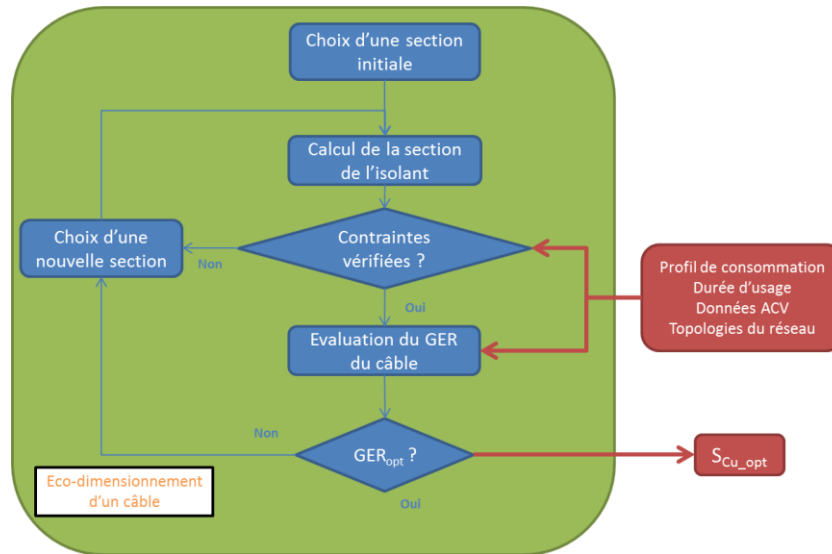 Choix d'une section
initiale
Calcul de la section
de l'isolant
Choix d'une
nouvelle section
Non
Contraintes
vérifiées ?
Profil de consommation
Durée d'usage
Données ACV
Topologies du réseau
Oui
Evaluation du GER
du câble
Non
GERopt ?
SCu_opt
Eco-dimensionnement
d'un câble
Oui